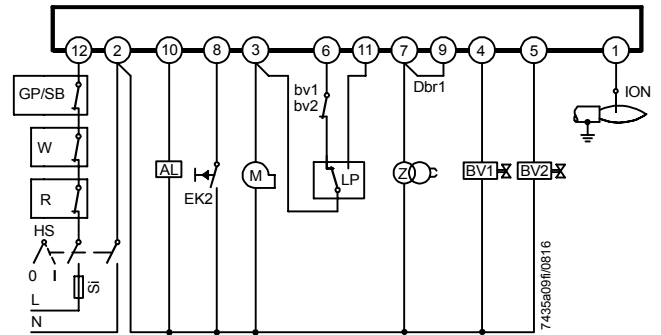 12 2 10 8 3 6 11 7 9 4 5 1
GP/SB
bv1
bv2
Dbr1
ION
W
AL
EK2
M
LP
Z
BV1
BV2
R
HS
0 I
Si
L
N
7435a09fl/0816